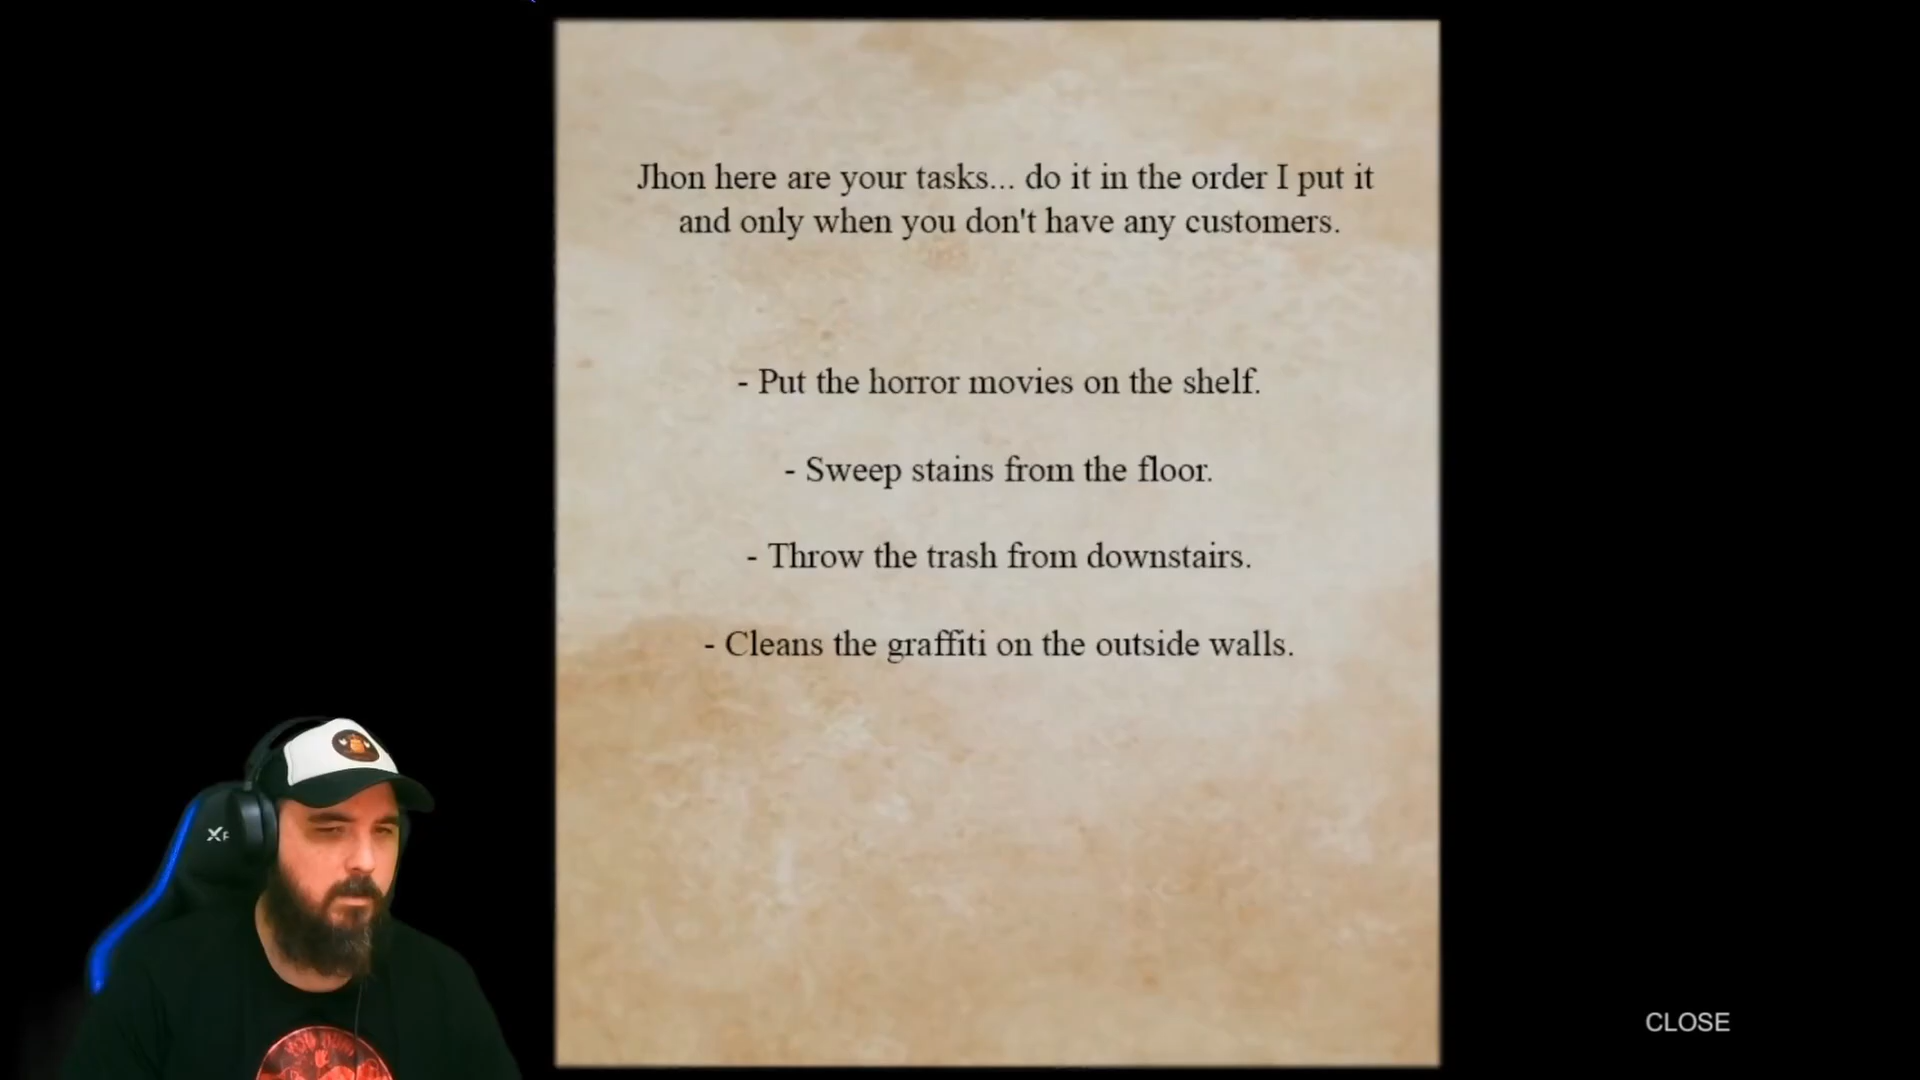 Jhon here are your tasks... do it in the order I put it
and only when you don't have any customers.
- Put the horror movies on the shelf.
- Sweep stains from the floor.
- Throw the trash from downstairs.
- Cleans the graffiti on the outside walls.
CLOSE